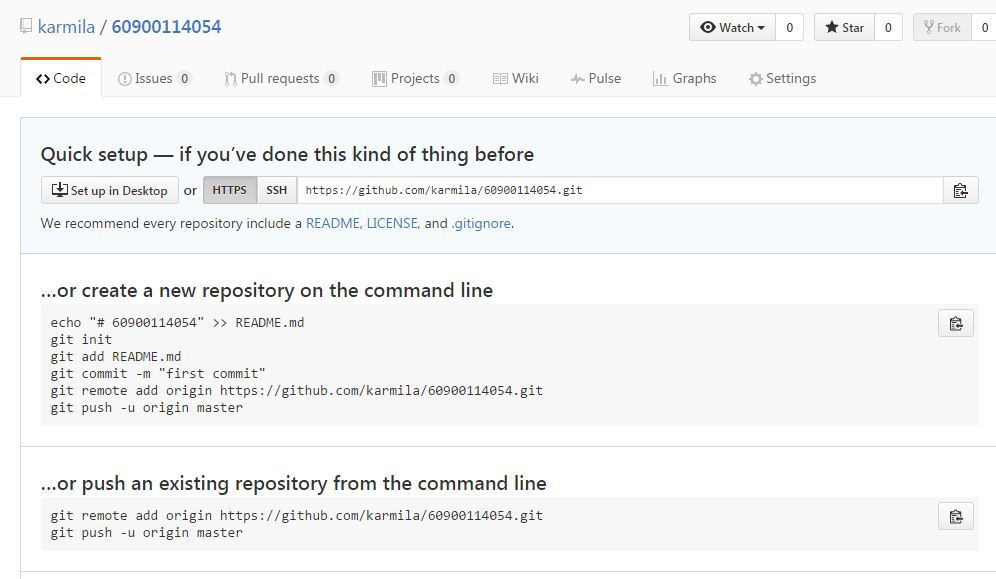 karmila / 60900114054
Watch 0 Star 0 Fork 0
Code Issues 0 Pull requests 0 Projects 0 Wiki Pulse Graphs Settings
Quick setup — if you’ve done this kind of thing before
Set up in Desktop or HTTPS SSH https://github.com/karmila/60900114054.git
We recommend every repository include a README, LICENSE, and .gitignore.
…or create a new repository on the command line
echo "# 60900114054" >> README.md
git init
git add README.md
git commit -m "first commit"
git remote add origin https://github.com/karmila/60900114054.git
git push -u origin master
…or push an existing repository from the command line
git remote add origin https://github.com/karmila/60900114054.git
git push -u origin master